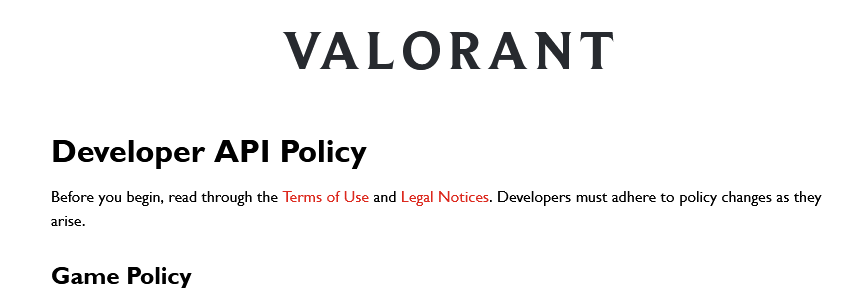 VALORANT
Developer API Policy
Before you begin, read through the Terms of Use and Legal Notices. Developers must adhere to policy changes as they
arise.
Game Policy